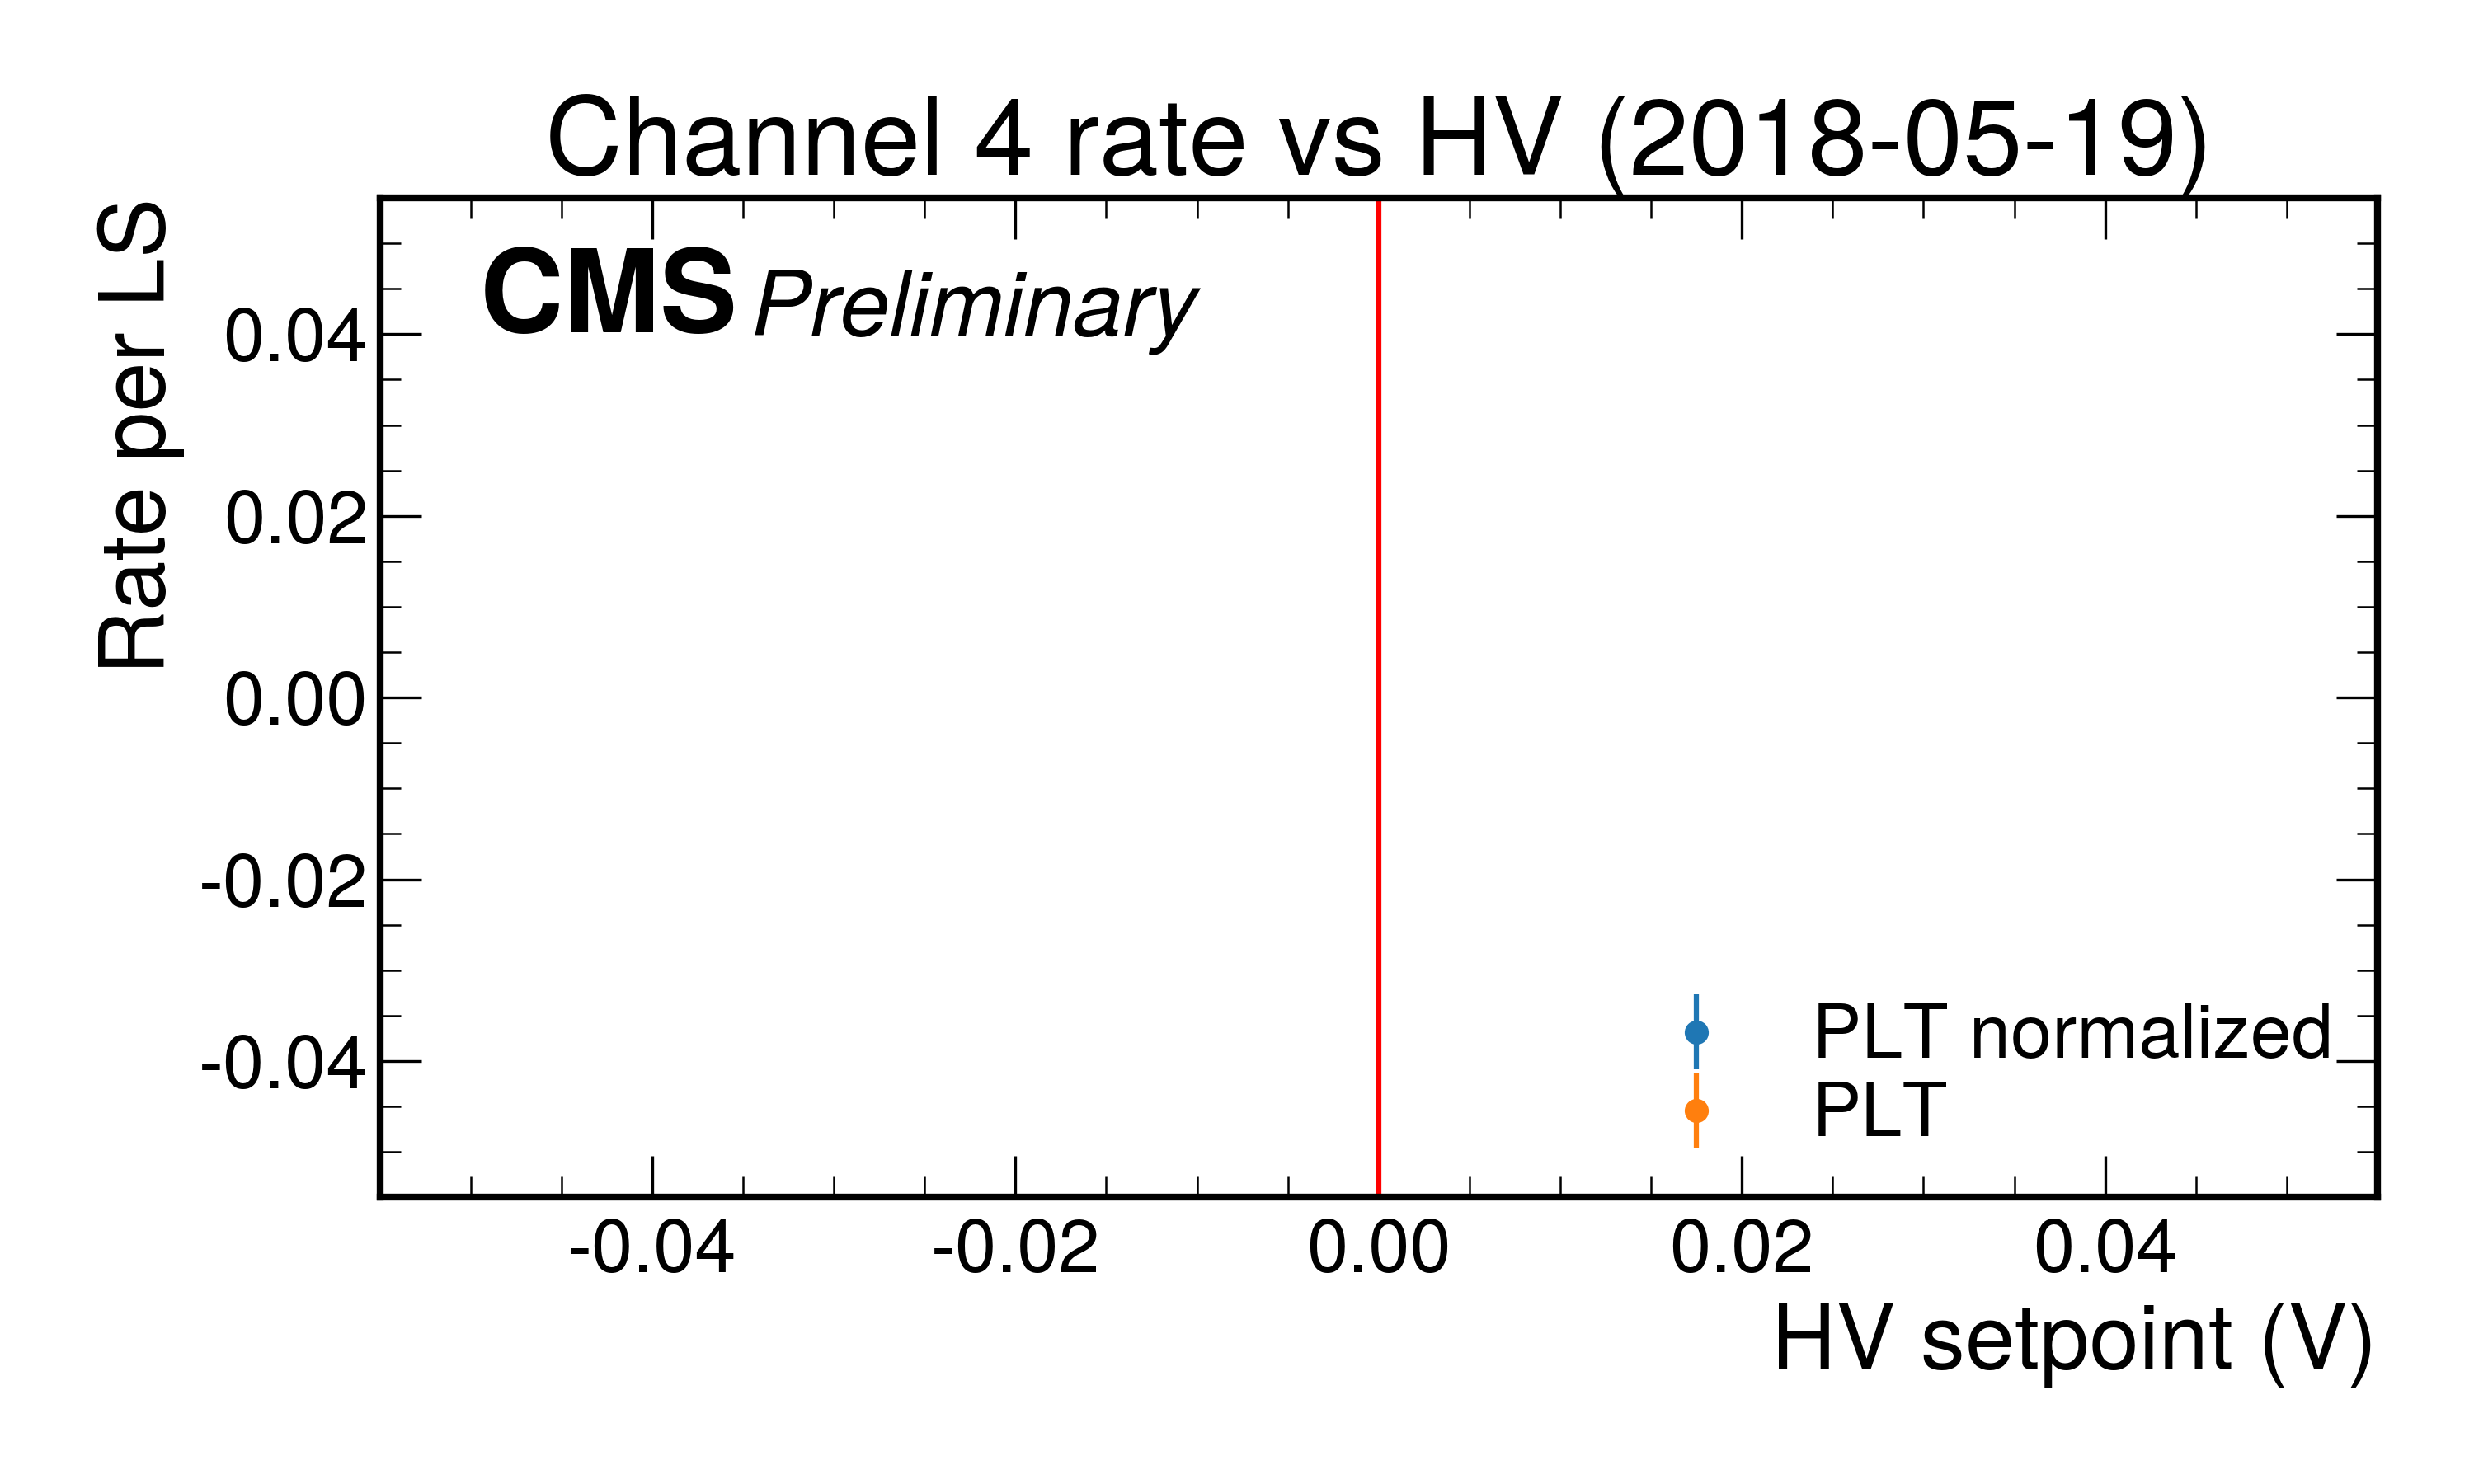 Channel 4 rate vs HV (2018-05-19)
CMS Preliminary
Rate per LS
0.04
0.02
0.00
-0.02
-0.04
PLT normalized
PLT
-0.04 -0.02 0.00 0.02 0.04
HV setpoint (V)